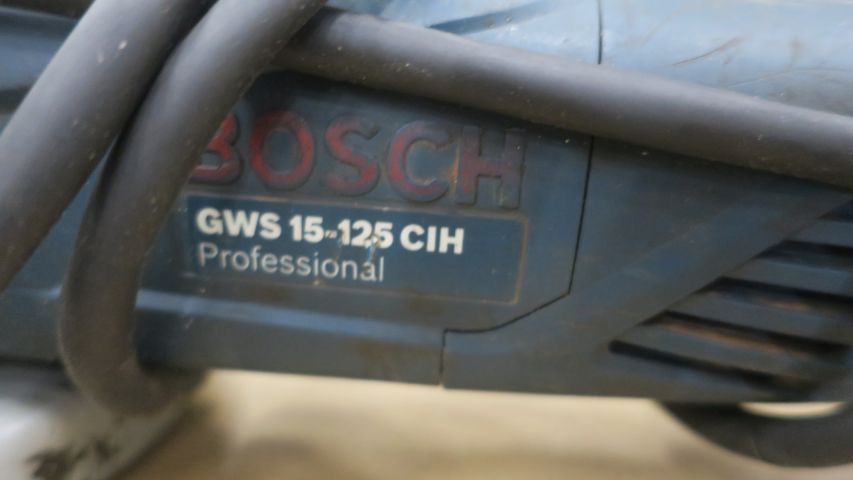 BOSCH
GWS 15-125 CIH
Professional